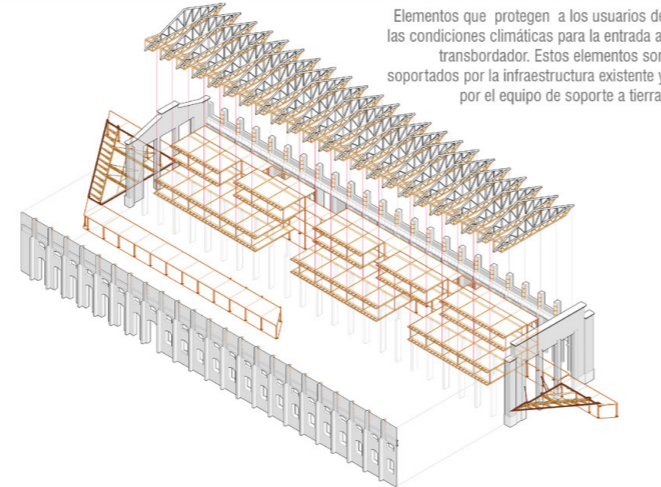 Elementos que protegen a los usuarios de
las condiciones climáticas para la entrada a
transbordador. Estos elementos son
soportados por la infraestructura existente y
por el equipo de soporte a tierra